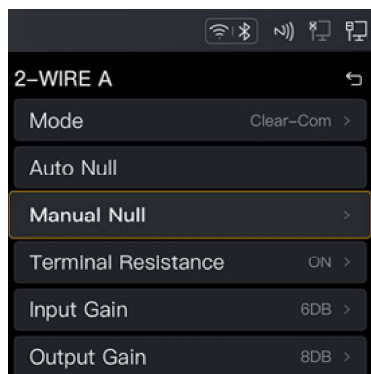 2-WIRE A
Mode Clear-Com >
Auto Null
Manual Null >
Terminal Resistance ON >
Input Gain 6DB >
Output Gain 8DB >